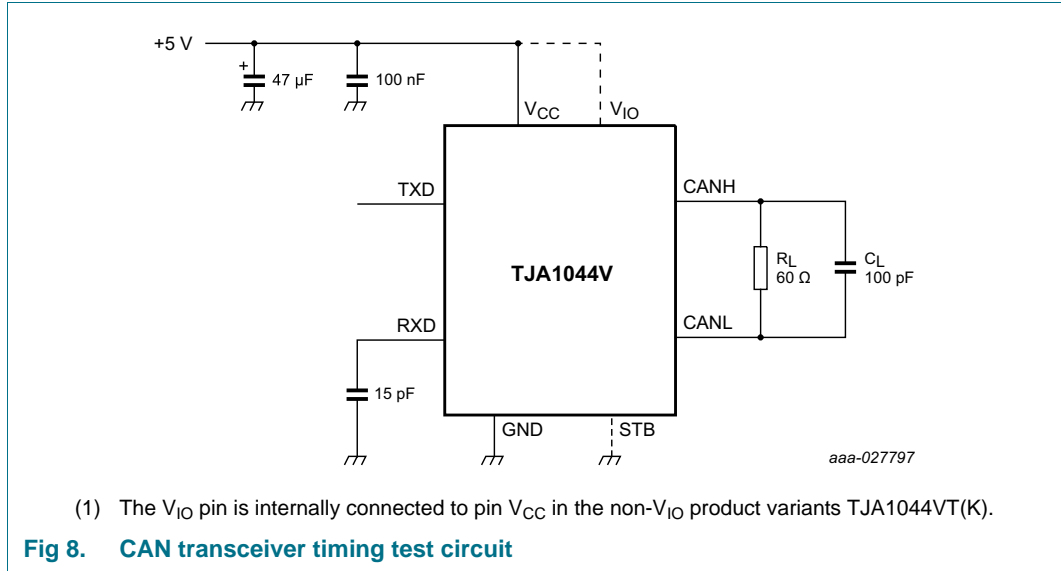 +5 V
+
47 µF
100 nF
VCC
VIO
TXD
CANH
TJA1044V
RL
60 Ω
CL
100 pF
RXD
CANL
15 pF
GND
STB
aaa-027797
(1) The VIO pin is internally connected to pin VCC in the non-VIO product variants TJA1044VT(K).
Fig 8. CAN transceiver timing test circuit